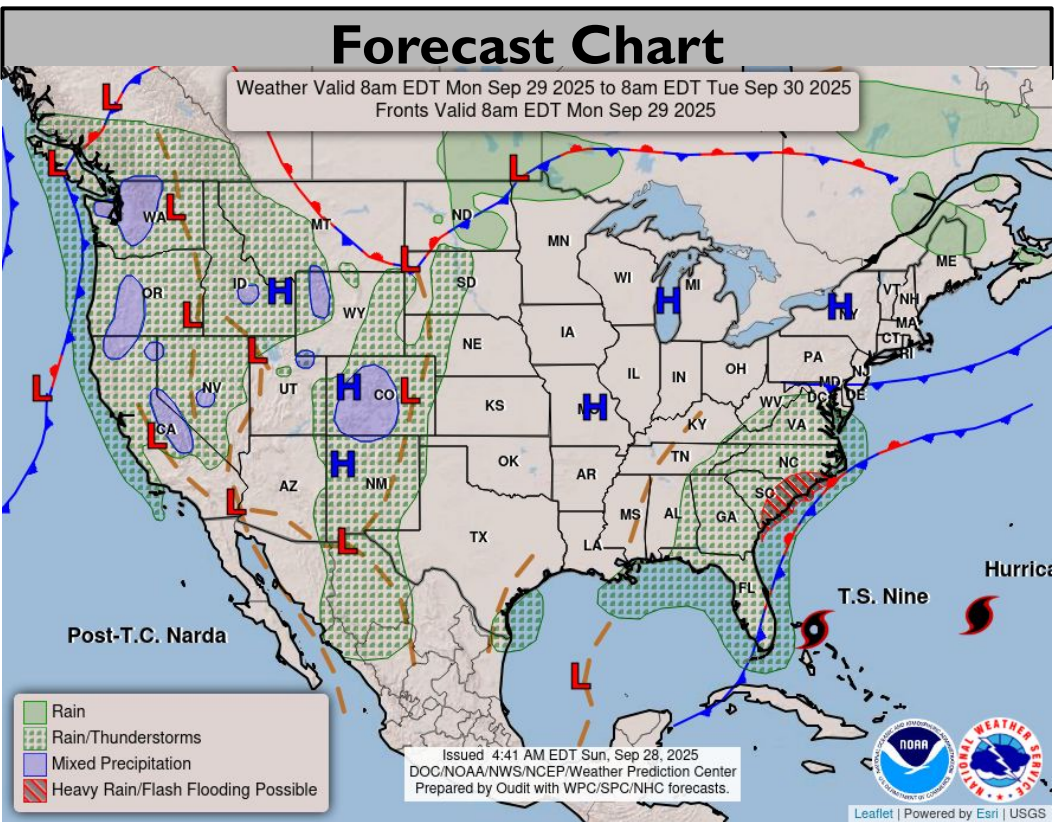 Forecast Chart
Weather Valid 8am EDT Mon Sep 29 2025 to 8am EDT Tue Sep 30 2025
Fronts Valid 8am EDT Mon Sep 29 2025
L
L
L
L
ND
WA
L
MT
MN
ME
L
WI
MI
VT
NH
OR
ID
H
SD
H
H
NY
MA
WY
L
IA
CT
RI
NE
PA
NJ
L
OH
MD
DE
UT
IL
IN
DC
L
NV
H
CO
L
KS
H
WV
VA
CA
L
KY
TN
NC
H
OK
AR
AZ
NM
SC
L
MS
AL
GA
TX
L
LA
Hurrica
FL
T.S. Nine
Post-T.C. Narda
L
Rain
Rain/Thunderstorms
Mixed Precipitation
Heavy Rain/Flash Flooding Possible
Issued 4:41 AM EDT Sun, Sep 28, 2025
DOC/NOAA/NWS/NCEP/Weather Prediction Center
Prepared by Oudit with WPC/SPC/NHC forecasts.
NOAA
NATIONAL WEATHER SERVICE
Leaflet | Powered by Esri | USGS